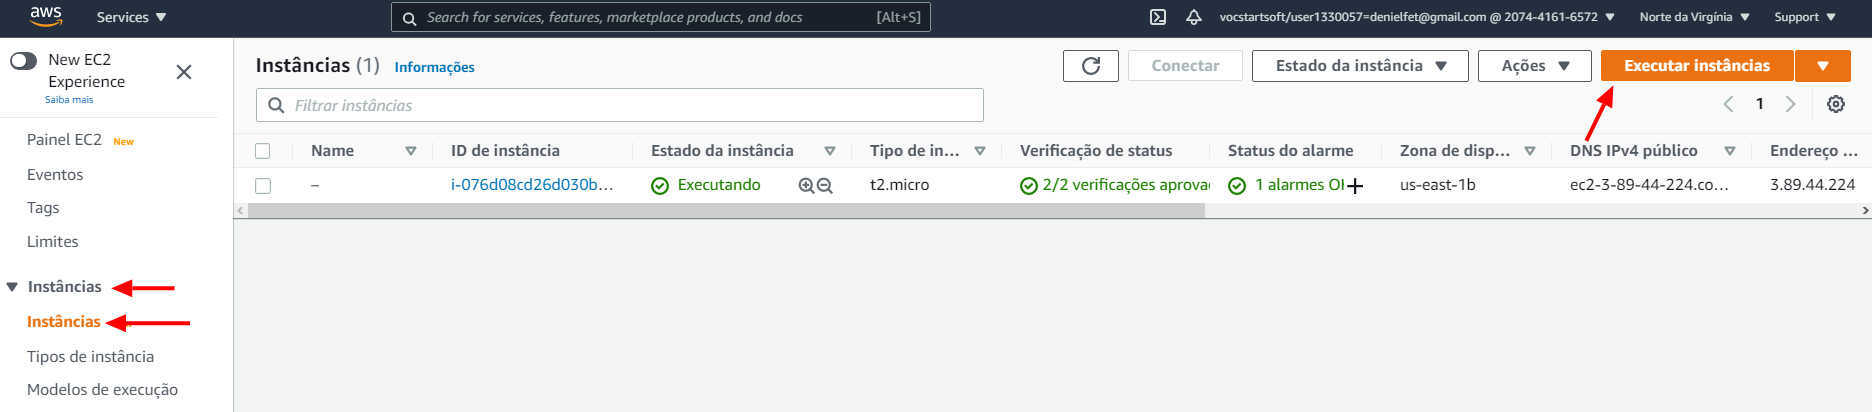 aws Services Search for services, features, marketplace products, and docs [Alt+S] vocstartsoft/user1330057=denielfet@gmail.com @ 2074-4161-6572 Norte da Virgínia Support
New EC2
Experience
Saiba mais
Painel EC2 New
Eventos
Tags
Limites
Instâncias
Instâncias
Tipos de instância
Modelos de execução
Instâncias (1) Informações Conectar Estado da instância Ações Executar instâncias
Filtrar instâncias 1
Name ID de instância Estado da instância Tipo de in... Verificação de status Status do alarme Zona de disp... DNS IPv4 público Endereço ...
– i-076d08cd26d030b... Executando t2.micro 2/2 verificações aprova 1 alarmes us-east-1b ec2-3-89-44-224.co... 3.89.44.224